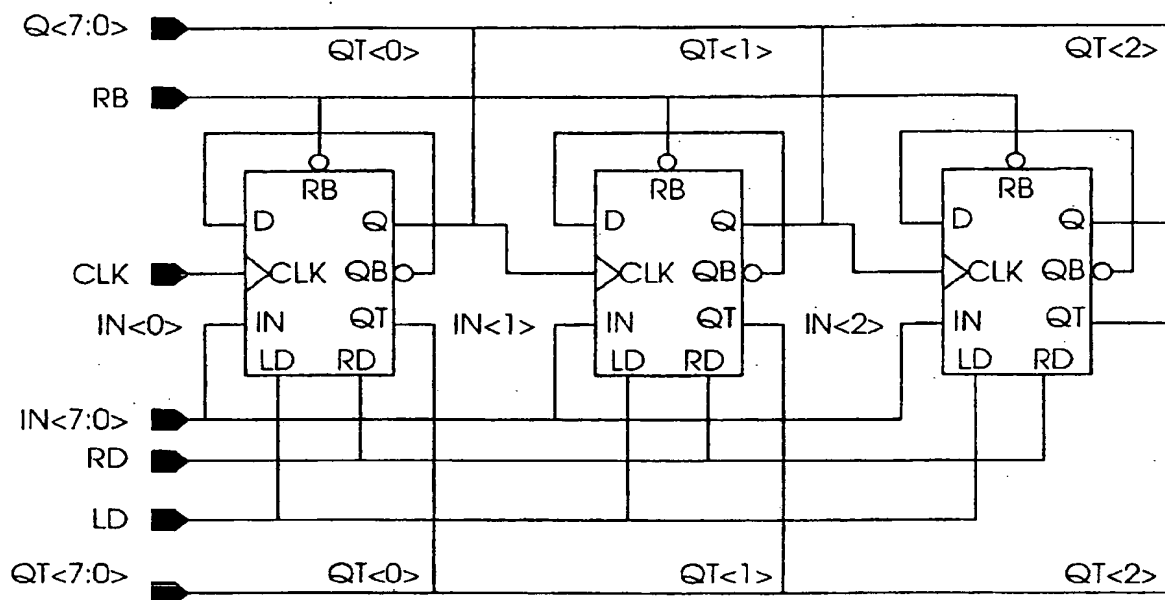 Q<7:0>
QT<0> QT<1> QT<2>
RB
RB RB RB
D Q D Q D Q
CLK CLK QB CLK QB CLK QB
IN<0> IN QT IN<1> IN QT IN<2> IN QT
LD RD LD RD LD RD
IN<7:0>
RD
LD
QT<7:0> QT<0> QT<1> QT<2>